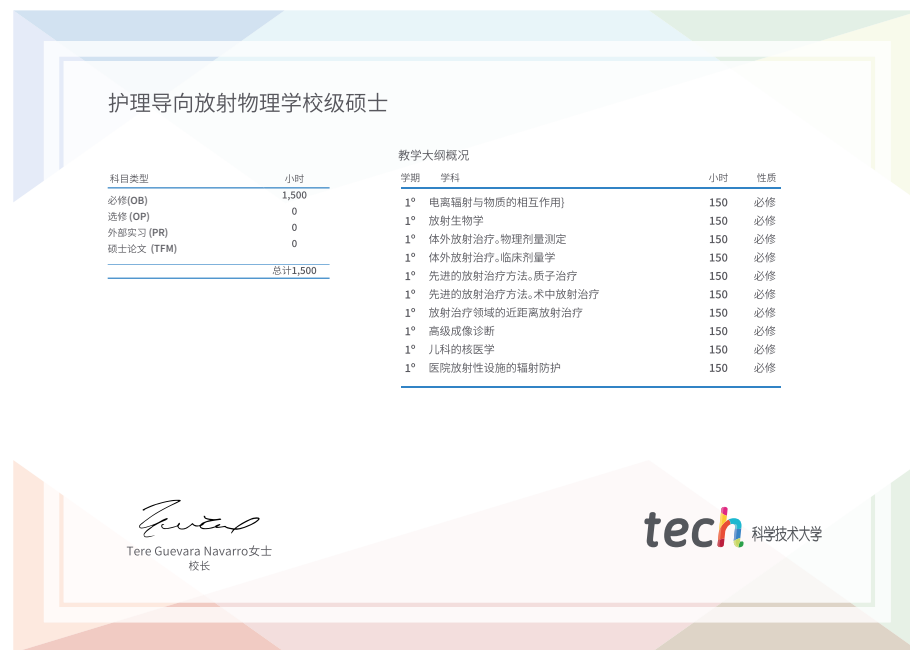 护理导向放射物理学校级硕士
科目类型 小时
必修(OB) 1,500
选修 (OP) 0
外部实习 (PR) 0
硕士论文 (TFM) 0
总计1,500
教学大纲概况
学期 学科 小时 性质
1º 电离辐射与物质的相互作用} 150 必修
1º 放射生物学 150 必修
1º 体外放射治疗。物理剂量测定 150 必修
1º 体外放射治疗。临床剂量学 150 必修
1º 先进的放射治疗方法。质子治疗 150 必修
1º 先进的放射治疗方法。术中放射治疗 150 必修
1º 放射治疗领域的近距离放射治疗 150 必修
1º 高级成像诊断 150 必修
1º 儿科的核医学 150 必修
1º 医院放射性设施的辐射防护 150 必修
Tere Guevara Navarro女士
校长
tech 科学技术大学